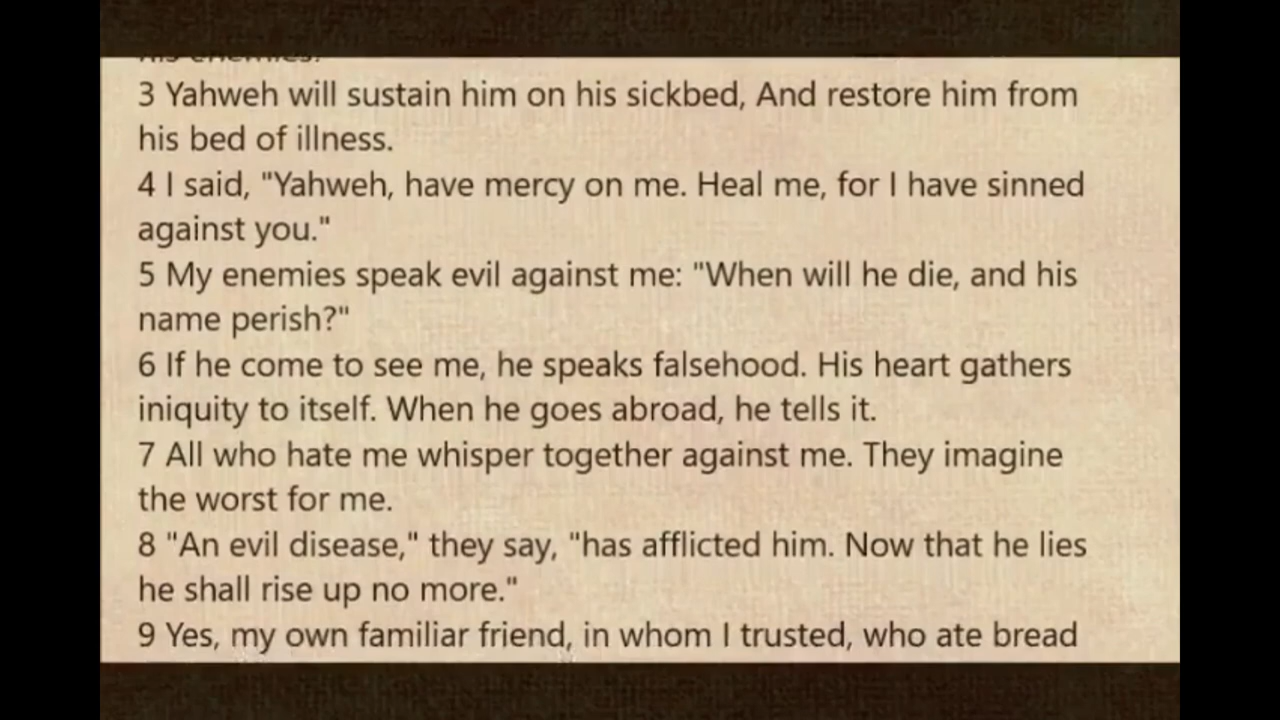 his enemies.
3 Yahweh will sustain him on his sickbed, And restore him from
his bed of illness.
4 I said, "Yahweh, have mercy on me. Heal me, for I have sinned
against you."
5 My enemies speak evil against me: "When will he die, and his
name perish?"
6 If he come to see me, he speaks falsehood. His heart gathers
iniquity to itself. When he goes abroad, he tells it.
7 All who hate me whisper together against me. They imagine
the worst for me.
8 "An evil disease," they say, "has afflicted him. Now that he lies
he shall rise up no more."
9 Yes, my own familiar friend, in whom I trusted, who ate bread